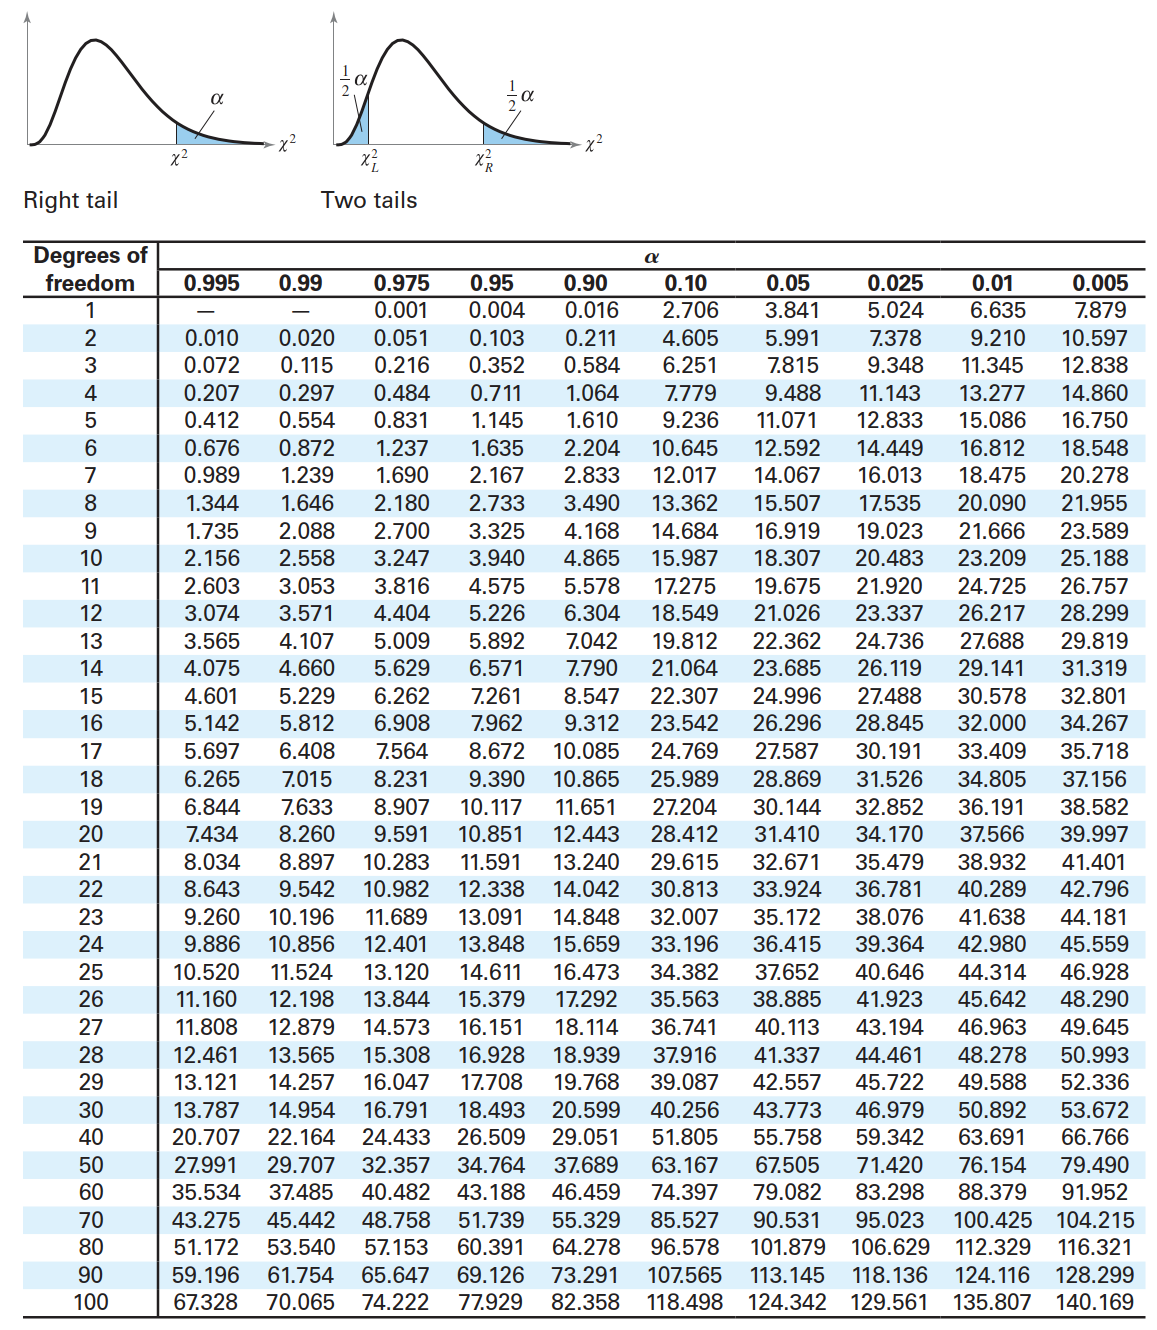 α
χ²
χ²
Right tail
½α
½α
χ²L
χ²R
χ²
Two tails
Degrees of freedom α
0.995 0.99 0.975 0.95 0.90 0.10 0.05 0.025 0.01 0.005
1 — — 0.001 0.004 0.016 2.706 3.841 5.024 6.635 7.879
2 0.010 0.020 0.051 0.103 0.211 4.605 5.991 7.378 9.210 10.597
3 0.072 0.115 0.216 0.352 0.584 6.251 7.815 9.348 11.345 12.838
4 0.207 0.297 0.484 0.711 1.064 7.779 9.488 11.143 13.277 14.860
5 0.412 0.554 0.831 1.145 1.610 9.236 11.071 12.833 15.086 16.750
6 0.676 0.872 1.237 1.635 2.204 10.645 12.592 14.449 16.812 18.548
7 0.989 1.239 1.690 2.167 2.833 12.017 14.067 16.013 18.475 20.278
8 1.344 1.646 2.180 2.733 3.490 13.362 15.507 17.535 20.090 21.955
9 1.735 2.088 2.700 3.325 4.168 14.684 16.919 19.023 21.666 23.589
10 2.156 2.558 3.247 3.940 4.865 15.987 18.307 20.483 23.209 25.188
11 2.603 3.053 3.816 4.575 5.578 17.275 19.675 21.920 24.725 26.757
12 3.074 3.571 4.404 5.226 6.304 18.549 21.026 23.337 26.217 28.299
13 3.565 4.107 5.009 5.892 7.042 19.812 22.362 24.736 27.688 29.819
14 4.075 4.660 5.629 6.571 7.790 21.064 23.685 26.119 29.141 31.319
15 4.601 5.229 6.262 7.261 8.547 22.307 24.996 27.488 30.578 32.801
16 5.142 5.812 6.908 7.962 9.312 23.542 26.296 28.845 32.000 34.267
17 5.697 6.408 7.564 8.672 10.085 24.769 27.587 30.191 33.409 35.718
18 6.265 7.015 8.231 9.390 10.865 25.989 28.869 31.526 34.805 37.156
19 6.844 7.633 8.907 10.117 11.651 27.204 30.144 32.852 36.191 38.582
20 7.434 8.260 9.591 10.851 12.443 28.412 31.410 34.170 37.566 39.997
21 8.034 8.897 10.283 11.591 13.240 29.615 32.671 35.479 38.932 41.401
22 8.643 9.542 10.982 12.338 14.042 30.813 33.924 36.781 40.289 42.796
23 9.260 10.196 11.689 13.091 14.848 32.007 35.172 38.076 41.638 44.181
24 9.886 10.856 12.401 13.848 15.659 33.196 36.415 39.364 42.980 45.559
25 10.520 11.524 13.120 14.611 16.473 34.382 37.652 40.646 44.314 46.928
26 11.160 12.198 13.844 15.379 17.292 35.563 38.885 41.923 45.642 48.290
27 11.808 12.879 14.573 16.151 18.114 36.741 40.113 43.194 46.963 49.645
28 12.461 13.565 15.308 16.928 18.939 37.916 41.337 44.461 48.278 50.993
29 13.121 14.257 16.047 17.708 19.768 39.087 42.557 45.722 49.588 52.336
30 13.787 14.954 16.791 18.493 20.599 40.256 43.773 46.979 50.892 53.672
40 20.707 22.164 24.433 26.509 29.051 51.805 55.758 59.342 63.691 66.766
50 27.991 29.707 32.357 34.764 37.689 63.167 67.505 71.420 76.154 79.490
60 35.534 37.485 40.482 43.188 46.459 74.397 79.082 83.298 88.379 91.952
70 43.275 45.442 48.758 51.739 55.329 85.527 90.531 95.023 100.425 104.215
80 51.172 53.540 57.153 60.391 64.278 96.578 101.879 106.629 112.329 116.321
90 59.196 61.754 65.647 69.126 73.291 107.565 113.145 118.136 124.116 128.299
100 67.328 70.065 74.222 77.929 82.358 118.498 124.342 129.561 135.807 140.169